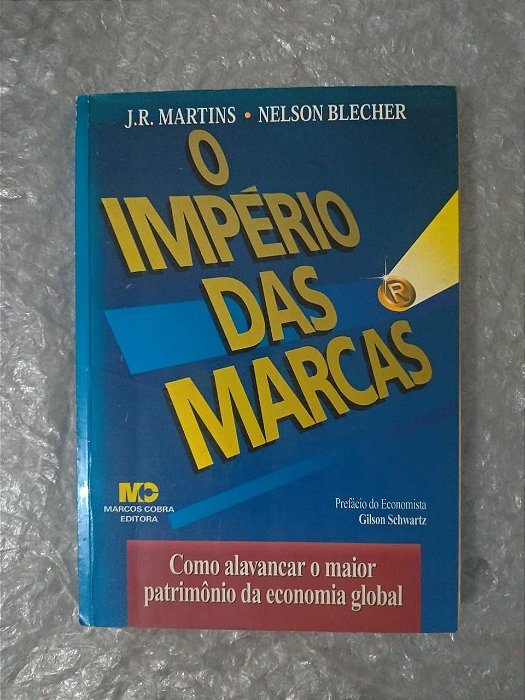 J.R. MARTINS • NELSON BLECHER
O
IMPÉRIO
DAS
MARCAS
R
MC
MARCOS COBRA
EDITORA
Prefácio do Economista
Gilson Schwartz
Como alavancar o maior
patrimônio da economia global